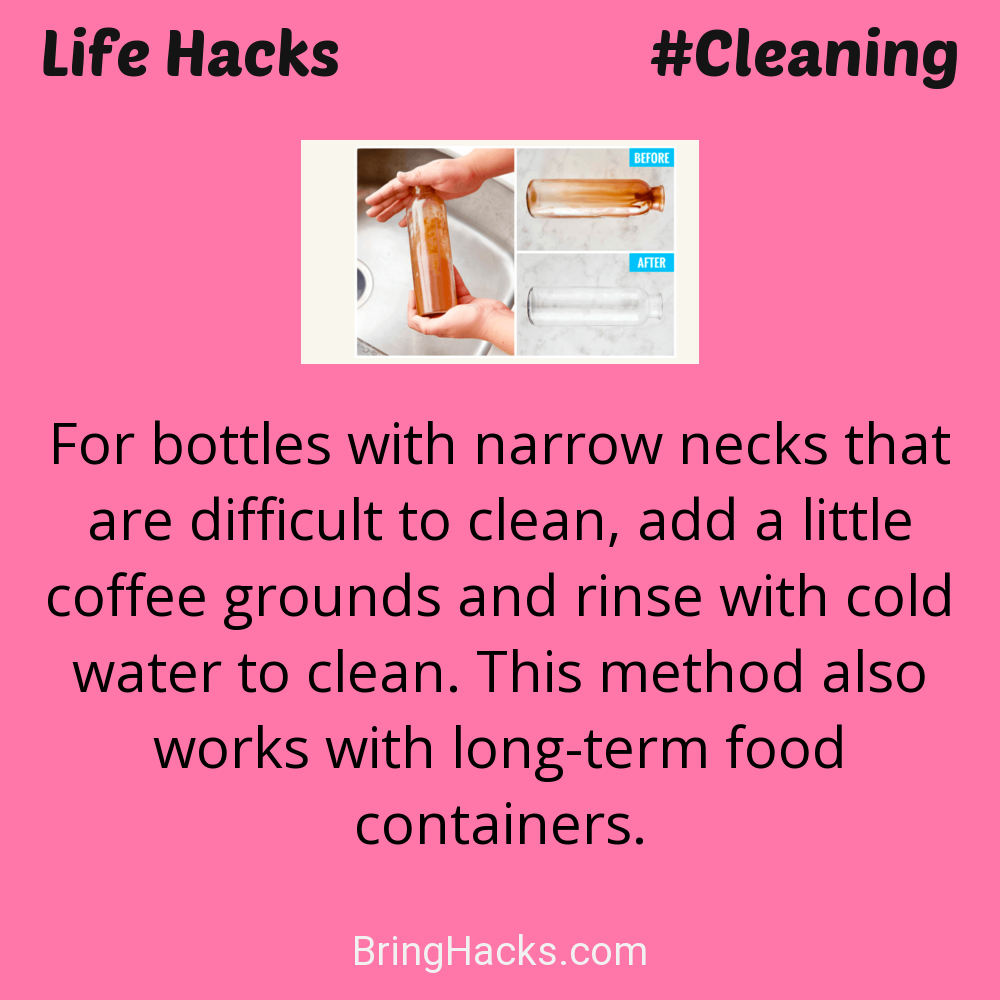 Life Hacks #Cleaning
BEFORE
AFTER
For bottles with narrow necks that
are difficult to clean, add a little
coffee grounds and rinse with cold
water to clean. This method also
works with long-term food
containers.
BringHacks.com